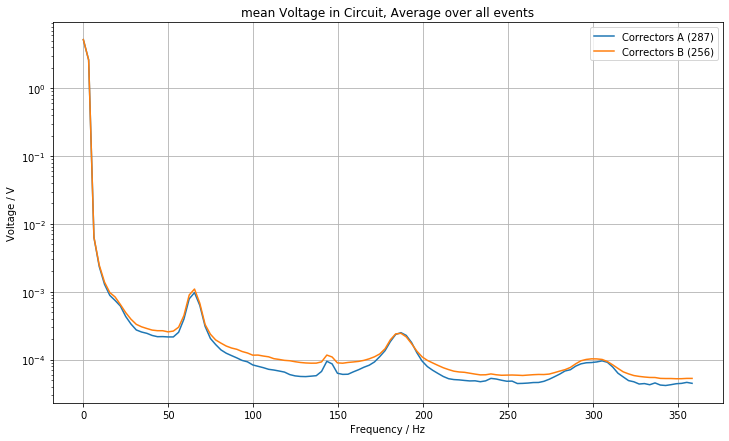 mean Voltage in Circuit, Average over all events
Correctors A (287)
Correctors B (256)
Voltage / V
10⁰
10⁻¹
10⁻²
10⁻³
10⁻⁴
0 50 100 150 200 250 300 350
Frequency / Hz